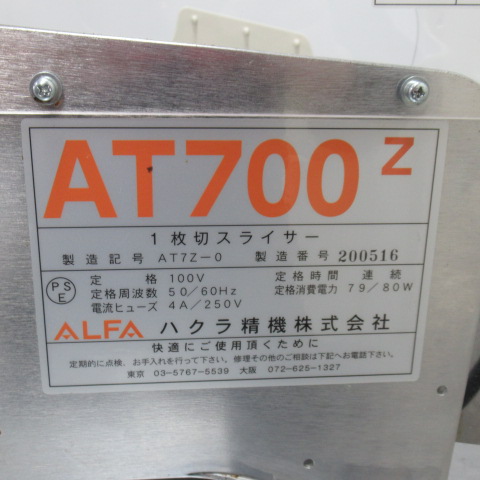 AT700 Z
1枚切スライサー
製造記号 AT7Z-0 製造番号 200516
PSE
定格 100V 定格時間 連続
定格周波数 50/60Hz 定格消費電力 79/80W
電流ヒューズ 4A/250V
ALFA ハクラ精機株式会社
快適にご使用頂くために
定期的に点検、お手入れを行って下さい。修理その他のご相談は下記へお電話下さい。
東京 03-5767-5539 大阪 072-625-1327